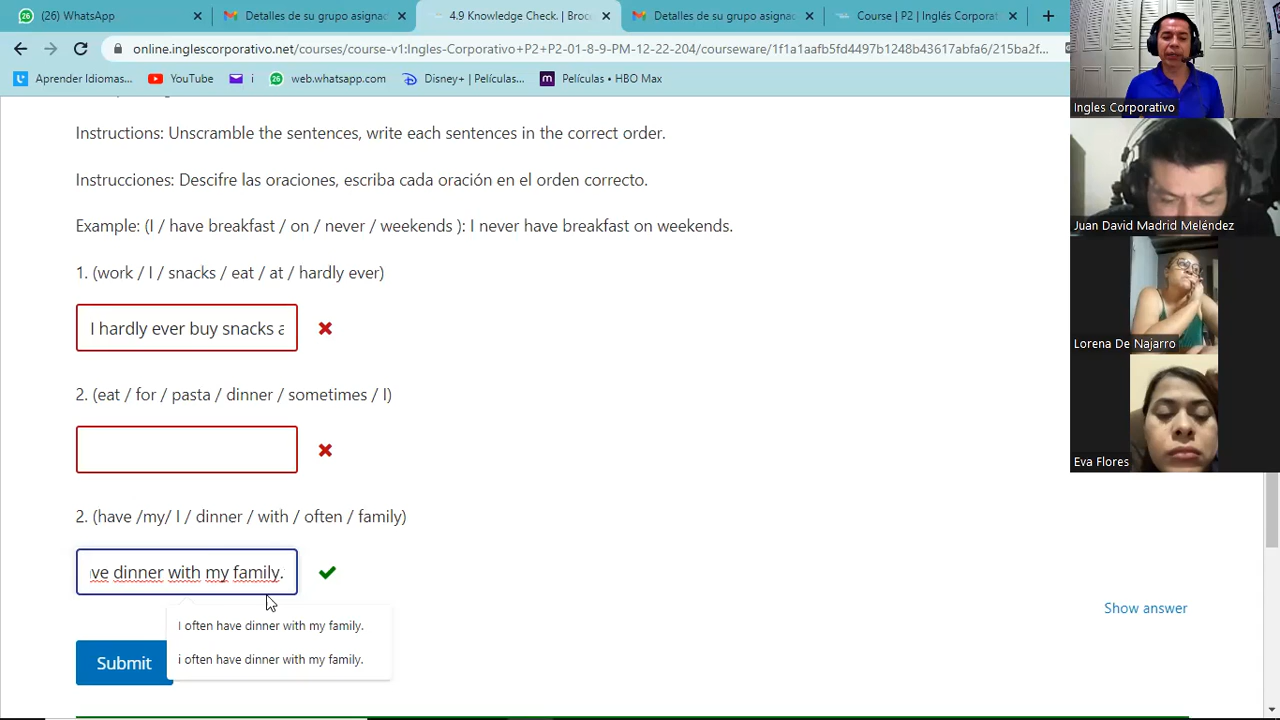 (26) WhatsApp
Detalles de su grupo asignac
4.9 Knowledge Check. | proc
Detalles de su grupo asigna
Core P2 Inglés Corporati
online.inglescorporativo.net/courses/course-v1:Ingles-Corporativo+P2+P2-01-8-9-PM-12-22-204/courseware/
Aprender Idiomas...
YouTube
i
web.whatsapp.com
Disney+ | Películas...
Películas • HBO Max
Instructions: Unscramble the sentences, write each sentences in the correct order.
Instrucciones: Descifre las oraciones, escriba cada oración en el orden correcto.
Example: (I / have breakfast / on / never / weekends ): I never have breakfast on weekends.
1. (work / I / snacks / eat / at / hardly ever)
I hardly ever buy snacks a
2. (eat / for / pasta / dinner / sometimes / I)
2. (have /my/ I / dinner / with / often / family)
ve dinner with my family.
I often have dinner with my family.
i often have dinner with my family.
Show answer
Submit
Ingles Corporativo
Juan David Madrid Meléndez
Lorena De Najarro
Eva Flores